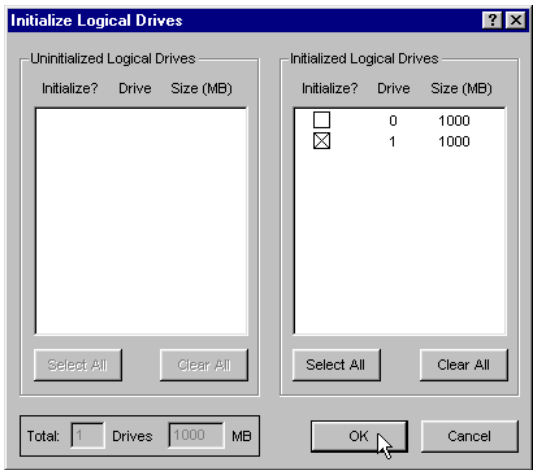 Initialize Logical Drives
Uninitialized Logical Drives
Initialize? Drive Size (MB)
Select All Clear All
Initialized Logical Drives
Initialize? Drive Size (MB)
0 1000
1 1000
Select All Clear All
Total: 1 Drives 1000 MB
OK Cancel